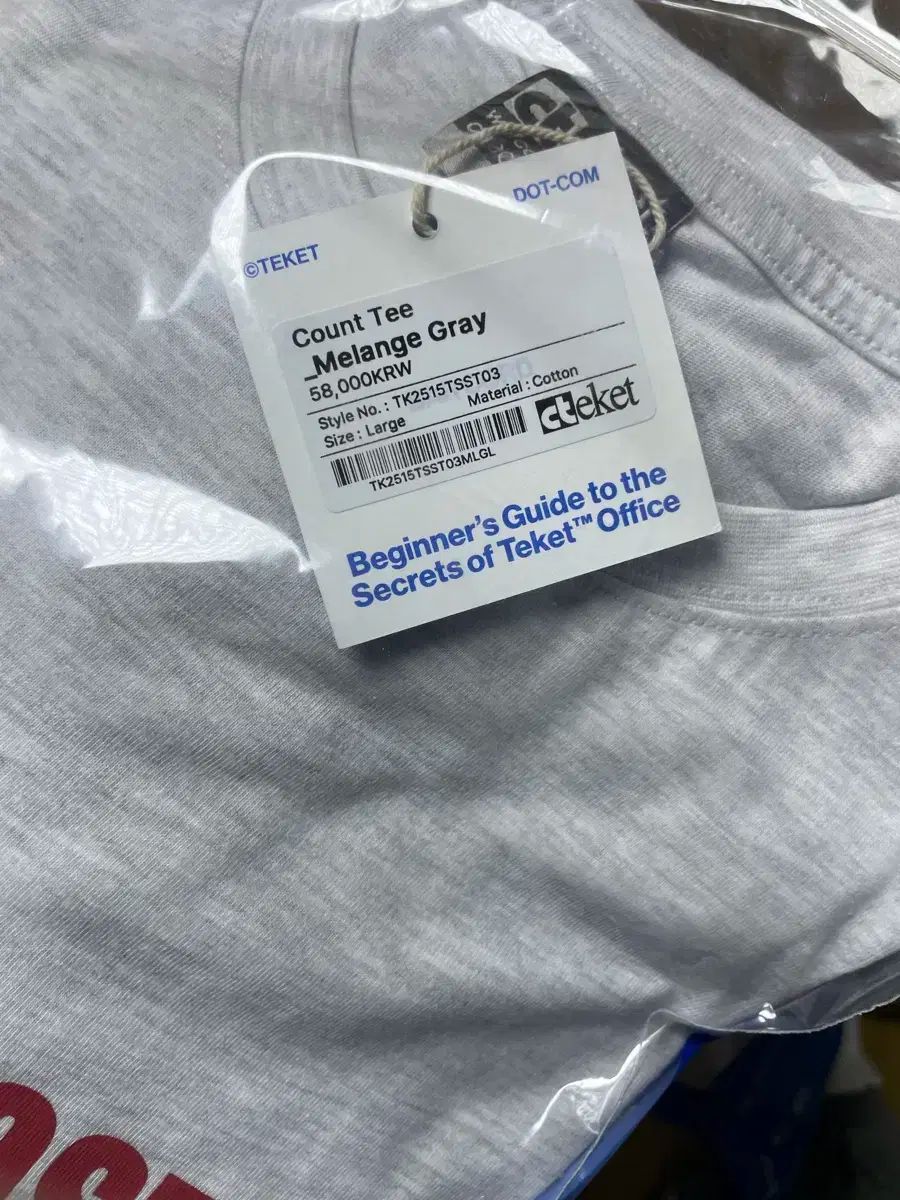 ©TEKET
DOT-COM
Count Tee
_Melange Gray
58,000KRW
Style No. : TK2515TSST03
Size : Large
Material : Cotton
cteket
TK2515TSST03MLGL
Beginner's Guide to the
Secrets of Teket™ Office